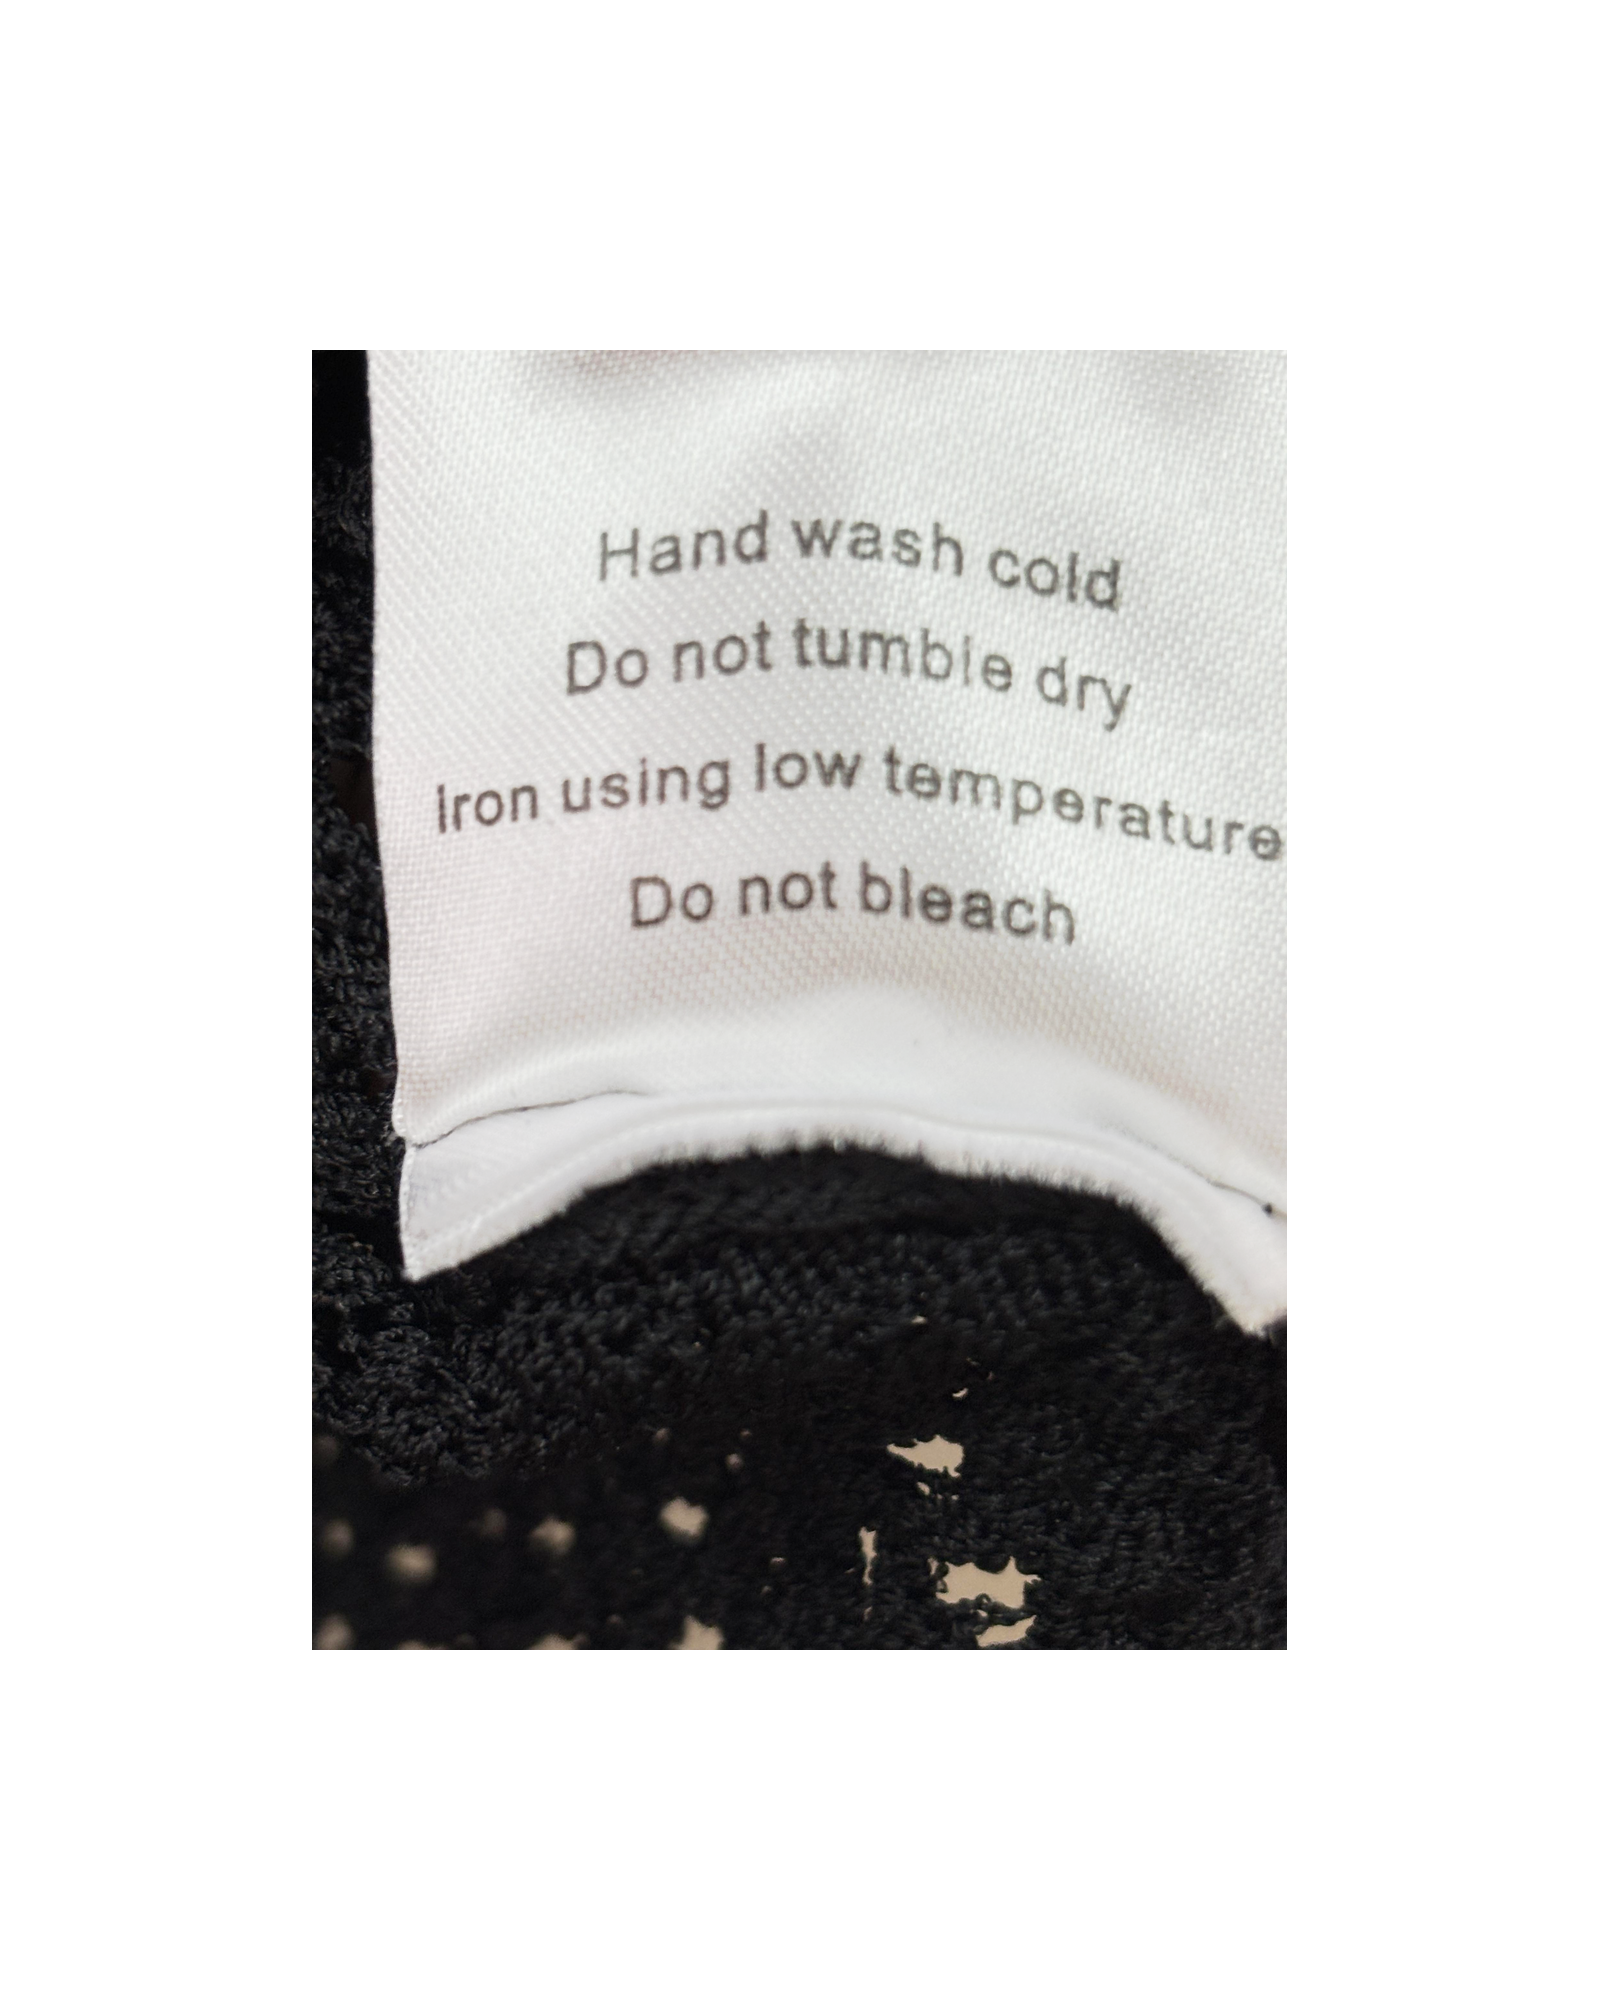 Hand wash cold
Do not tumble dry
Iron using low temperature
Do not bleach